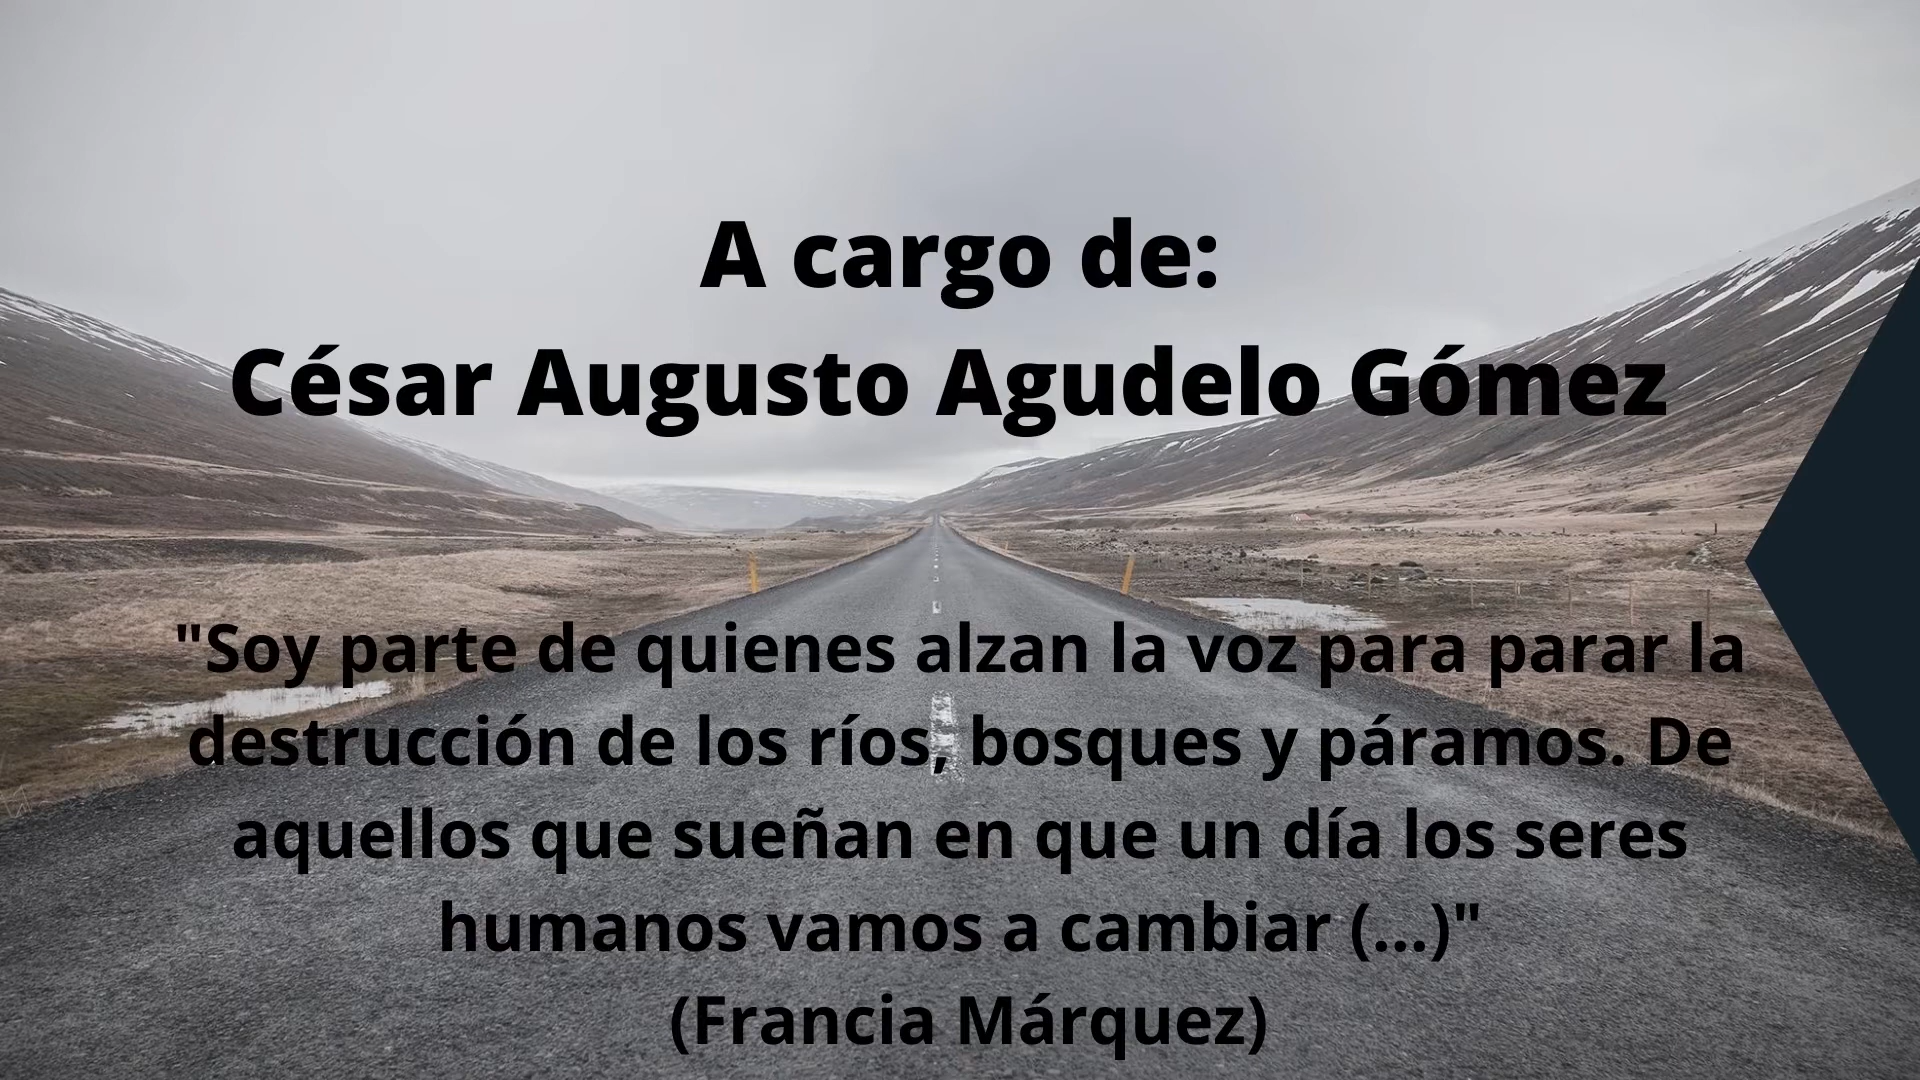 A cargo de:
César Augusto Agudelo Gómez
"Soy parte de quienes alzan la voz para parar la
destrucción de los ríos, bosques y páramos. De
aquellos que sueñan en que un día los seres
humanos vamos a cambiar (...)"
(Francia Márquez)